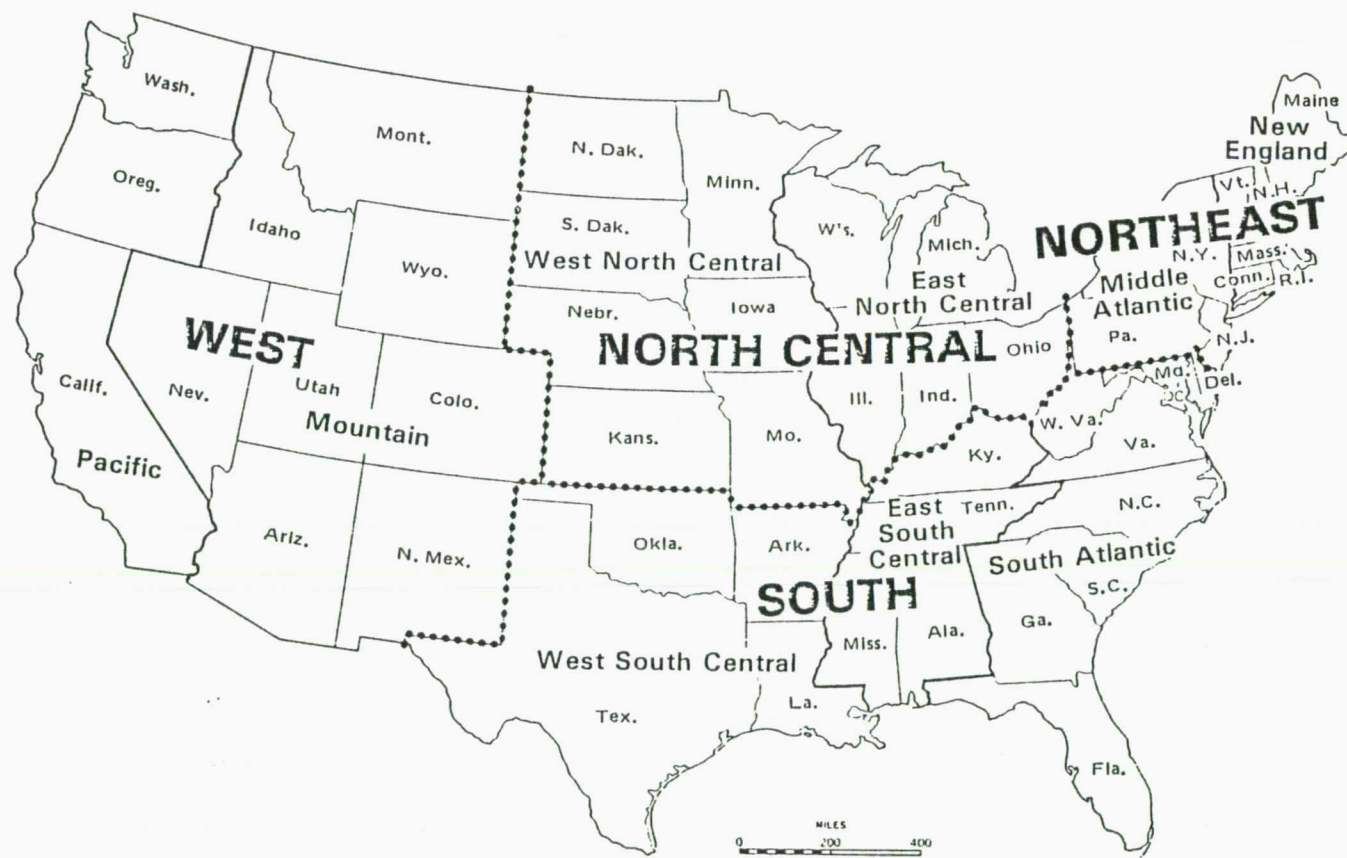 Wash.
Mont.
N. Dak.
Minn.
Maine
New
England
Oreg.
Idaho
Wyo.
S. Dak.
West North Central
W's.
Mich.
East
North Central
Vt.
N.H.
NORTHEAST
N.Y.
Mass.
Conn.
R.I.
Middle
Atlantic
Pa.
N.J.
WEST
Nebr.
Iowa
NORTH CENTRAL
Ohio
Calif.
Nev.
Utah
Colo.
Mountain
Pacific
Kans.
Mo.
Ill.
Ind.
W. Va.
Md.
DC
Del.
Va.
Ky.
Ariz.
N. Mex.
Okla.
Ark.
East
South
Central
Tenn.
N.C.
South Atlantic
S.C.
SOUTH
Ga.
West South Central
Miss.
Ala.
Tex.
La.
Fla.
MILES
0 200 400